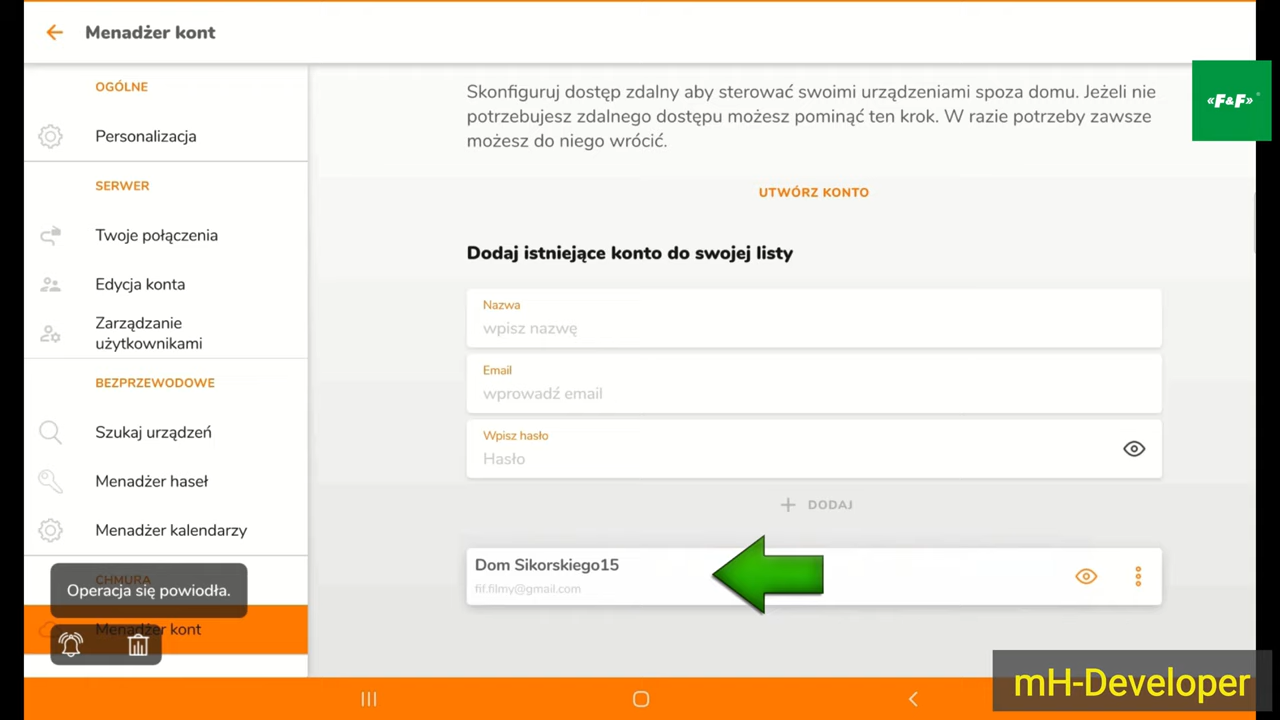 Menadżer kont
OGÓLNE
Personalizacja
SERWER
Twoje połączenia
Edycja konta
Zarządzanie
użytkownikami
BEZPRZEWODOWE
Szukaj urządzeń
Menadżer haseł
Menadżer kalendarzy
CHMURA
Operacja się powiodła.
Menadżer kont
Skonfiguruj dostęp zdalny aby sterować swoimi urządzeniami spoza domu. Jeżeli nie
potrzebujesz zdalnego dostępu możesz pominąć ten krok. W razie potrzeby zawsze
możesz do niego wrócić.
UTWÓRZ KONTO
Dodaj istniejące konto do swojej listy
Nazwa
wpisz nazwę
Email
wprowadź email
Wpisz hasło
Hasło
+ DODAJ
Dom Sikorskiego15
fif.filmy@gmail.com
«F&F»®
mH-Developer